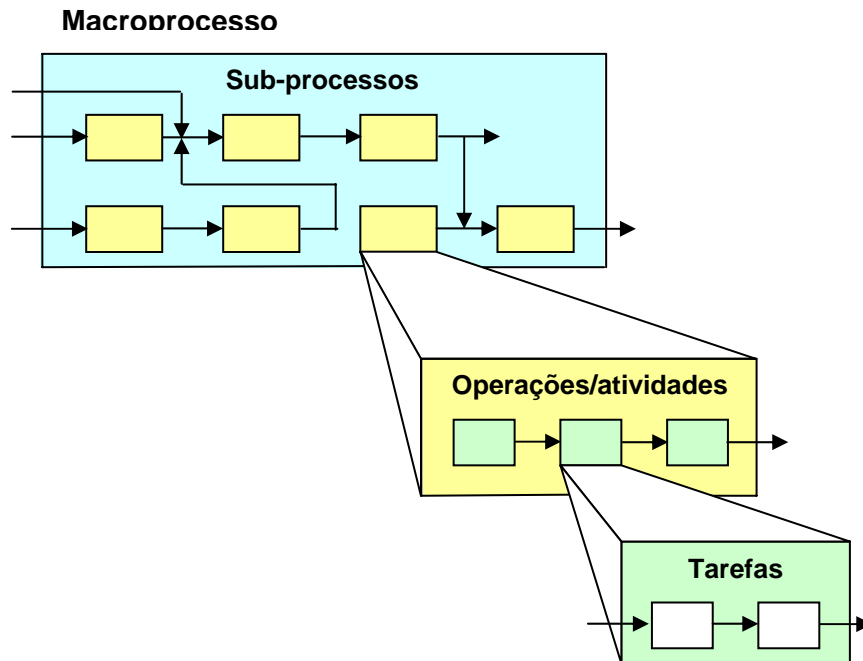 Macroprocesso
Sub-processos
Operações/atividades
Tarefas